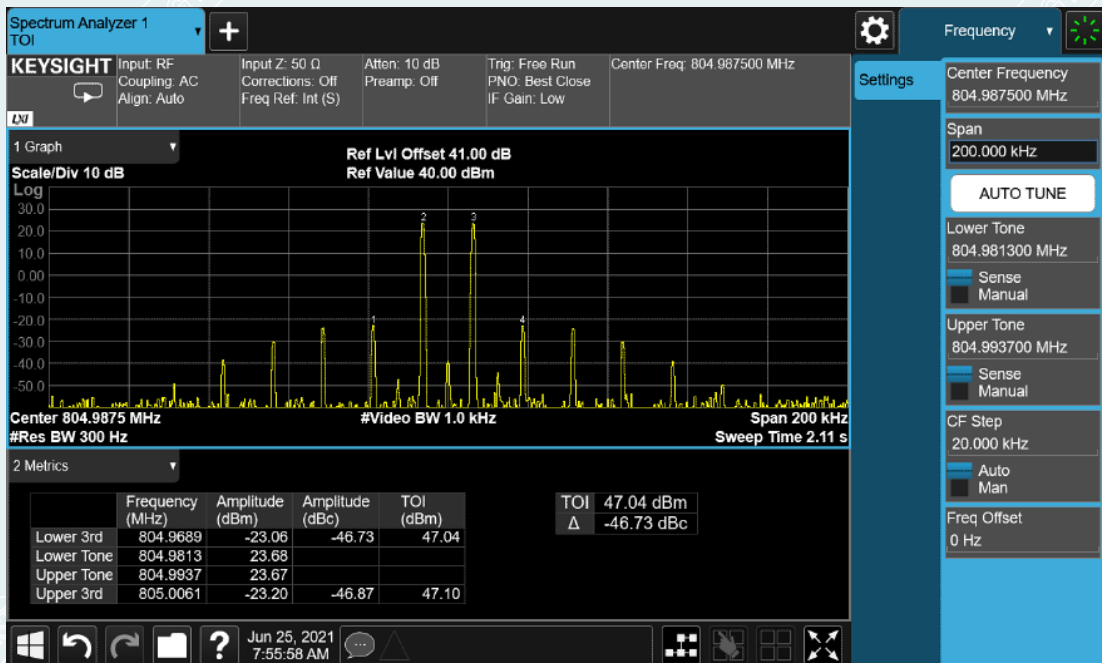 Spectrum Analyzer 1
TOI
Frequency
KEYSIGHT
LXI
Input: RF
Coupling: AC
Align: Auto
Input Z: 50 Ω
Corrections: Off
Freq Ref: Int (S)
Atten: 10 dB
Preamp: Off
Trig: Free Run
PNO: Best Close
IF Gain: Low
Center Freq: 804.987500 MHz
Settings
Center Frequency
804.987500 MHz
Span
200.000 kHz
AUTO TUNE
Lower Tone
804.981300 MHz
Sense
Manual
Upper Tone
804.993700 MHz
Sense
Manual
CF Step
20.000 kHz
Auto
Man
Freq Offset
0 Hz
1 Graph
Scale/Div 10 dB
Ref Lvl Offset 41.00 dB
Ref Value 40.00 dBm
Log
30.0
20.0
10.0
0.00
-10.0
-20.0
-30.0
-40.0
-50.0
1
2
3
4
Center 804.9875 MHz #Video BW 1.0 kHz Span 200 kHz
#Res BW 300 Hz Sweep Time 2.11 s
2 Metrics
Frequency (MHz) Amplitude (dBm) Amplitude (dBc) TOI (dBm)
Lower 3rd 804.9689 -23.06 -46.73 47.04
Lower Tone 804.9813 23.68
Upper Tone 804.9937 23.67
Upper 3rd 805.0061 -23.20 -46.87 47.10
TOI 47.04 dBm
Δ -46.73 dBc
?
Jun 25, 2021
7:55:58 AM